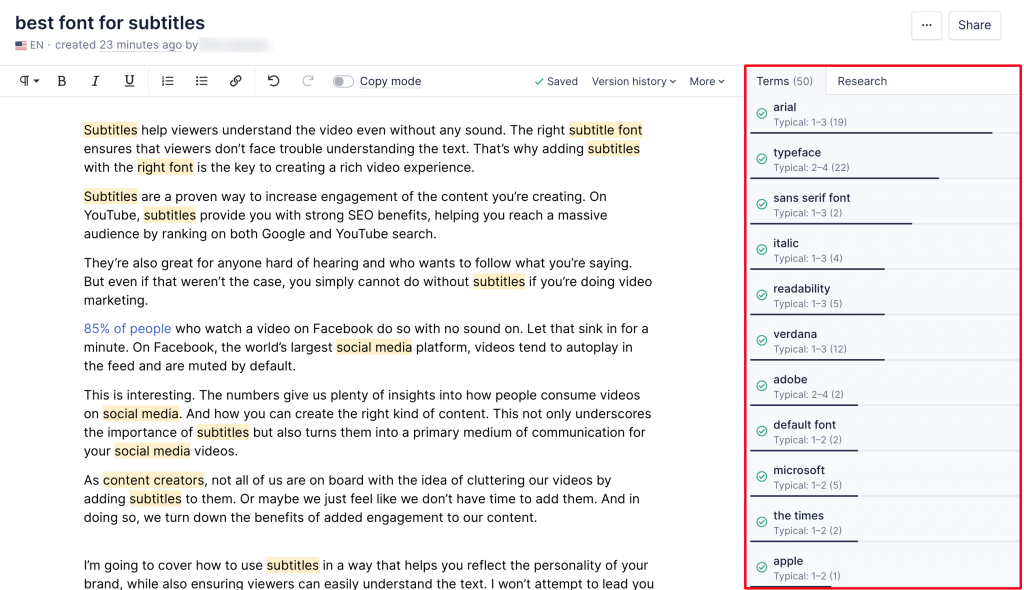 best font for subtitles
EN · created 23 minutes ago by
···
Share
¶ B I U
Copy mode
Saved
Version history
More
Subtitles help viewers understand the video even without any sound. The right subtitle font
ensures that viewers don’t face trouble understanding the text. That’s why adding subtitles
with the right font is the key to creating a rich video experience.
Subtitles are a proven way to increase engagement of the content you’re creating. On
YouTube, subtitles provide you with strong SEO benefits, helping you reach a massive
audience by ranking on both Google and YouTube search.
They’re also great for anyone hard of hearing and who wants to follow what you’re saying.
But even if that weren’t the case, you simply cannot do without subtitles if you’re doing video
marketing.
85% of people who watch a video on Facebook do so with no sound on. Let that sink in for a
minute. On Facebook, the world’s largest social media platform, videos tend to autoplay in
the feed and are muted by default.
This is interesting. The numbers give us plenty of insights into how people consume videos
on social media. And how you can create the right kind of content. This not only underscores
the importance of subtitles but also turns them into a primary medium of communication for
your social media videos.
As content creators, not all of us are on board with the idea of cluttering our videos by
adding subtitles to them. Or maybe we just feel like we don’t have time to add them. And in
doing so, we turn down the benefits of added engagement to our content.
I’m going to cover how to use subtitles in a way that helps you reflect the personality of your
brand, while also ensuring viewers can easily understand the text. I won’t attempt to lead you
Terms (50)
Research
arial
Typical: 1–3 (19)
typeface
Typical: 2–4 (22)
sans serif font
Typical: 1–3 (2)
italic
Typical: 1–3 (4)
readability
Typical: 1–3 (5)
verdana
Typical: 1–3 (12)
adobe
Typical: 2–4 (2)
default font
Typical: 1–2 (2)
microsoft
Typical: 1–2 (5)
the times
Typical: 1–2 (2)
apple
Typical: 1–2 (1)